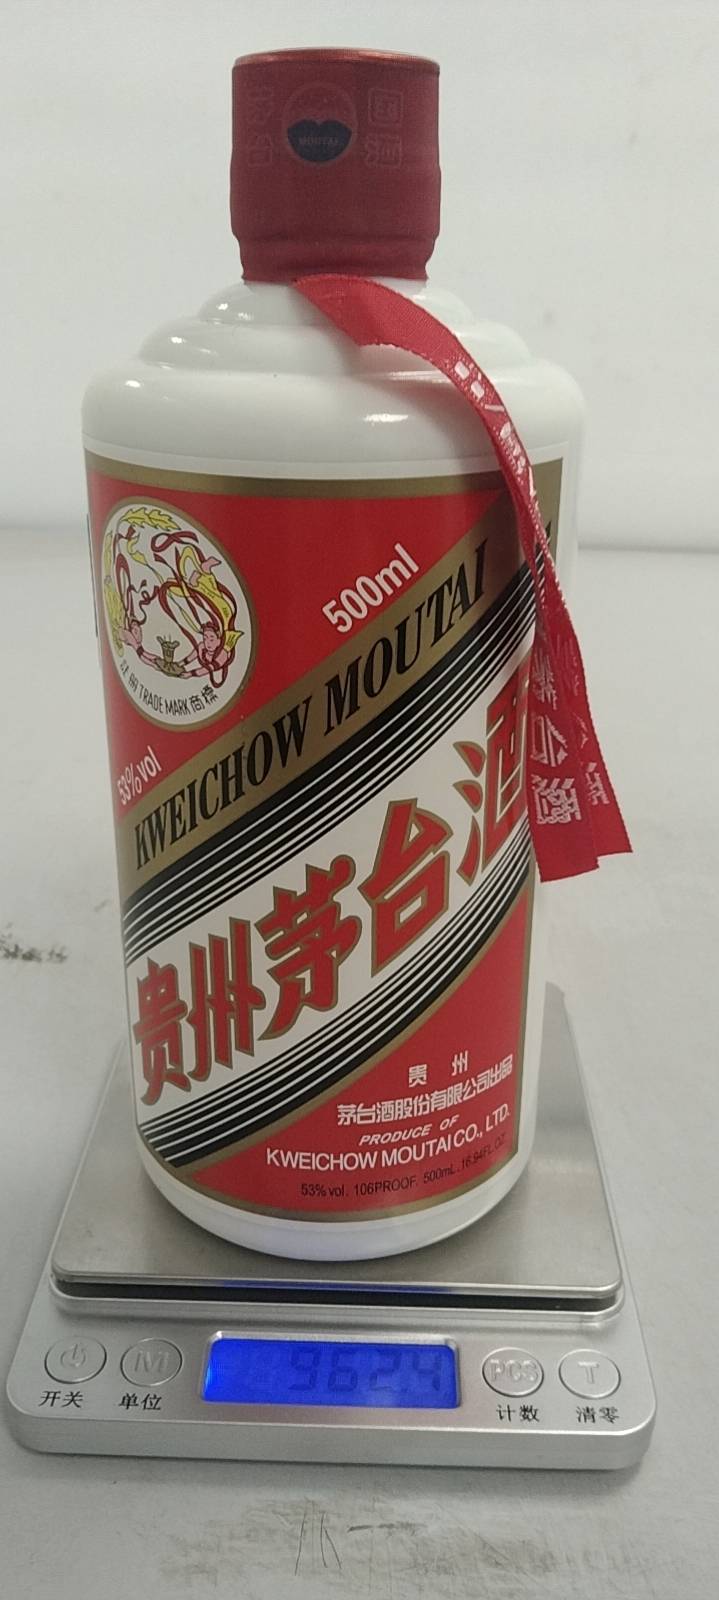 MOUTAI
国
500ml
注册 TRADE MARK 商標
53%vol
KWEICHOW MOUTAI
贵州茅台酒
茅台酒
贵州
茅台酒股份有限公司出品
PRODUCE OF
KWEICHOW MOUTAI CO., LTD.
53% vol. 106PROOF. 500mL. 16.94FL.OZ
962.4
M PCS T
开关 单位 计数 清零